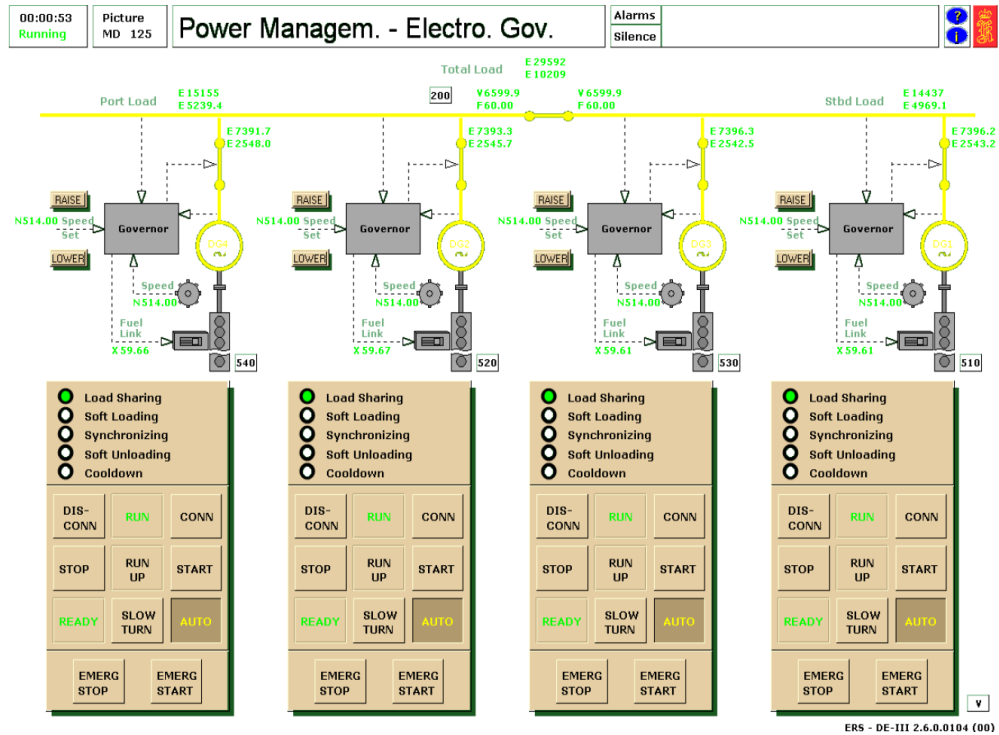 00:00:53
Running
Picture
MD 125
Power Managem. - Electro. Gov.
Alarms
Silence
?
i
Total Load
E 29592
E 10209
Port Load
E 15155
E 5239.4
200
V 6599.9
F 60.00
V 6599.9
F 60.00
Stbd Load
E 14437
E 4969.1
E 7391.7
E 2548.0
E 7393.3
E 2545.7
E 7396.3
E 2542.5
E 7396.2
E 2543.2
RAISE
N514.00 Speed
Set
LOWER
Governor
DG4
Speed
N514.00
Fuel
Link
X 59.66
540
RAISE
N514.00 Speed
Set
LOWER
Governor
DG2
Speed
N514.00
Fuel
Link
X 59.67
520
RAISE
N514.00 Speed
Set
LOWER
Governor
DG3
Speed
N514.00
Fuel
Link
X 59.61
530
RAISE
N514.00 Speed
Set
LOWER
Governor
DG1
Speed
N514.00
Fuel
Link
X 59.61
510
Load Sharing
Soft Loading
Synchronizing
Soft Unloading
Cooldown
DIS-
CONN
RUN
CONN
STOP
RUN
UP
START
READY
SLOW
TURN
AUTO
EMERG
STOP
EMERG
START
Load Sharing
Soft Loading
Synchronizing
Soft Unloading
Cooldown
DIS-
CONN
RUN
CONN
STOP
RUN
UP
START
READY
SLOW
TURN
AUTO
EMERG
STOP
EMERG
START
Load Sharing
Soft Loading
Synchronizing
Soft Unloading
Cooldown
DIS-
CONN
RUN
CONN
STOP
RUN
UP
START
READY
SLOW
TURN
AUTO
EMERG
STOP
EMERG
START
Load Sharing
Soft Loading
Synchronizing
Soft Unloading
Cooldown
DIS-
CONN
RUN
CONN
STOP
RUN
UP
START
READY
SLOW
TURN
AUTO
EMERG
STOP
EMERG
START
V
ERS - DE-III 2.6.0.0104 (00)